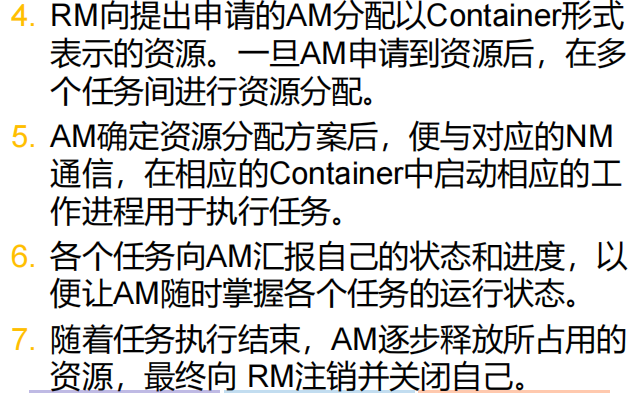 4. RM向提出申请的AM分配以Container形式
表示的资源。一旦AM申请到资源后，在多
个任务间进行资源分配。
5. AM确定资源分配方案后，便与对应的NM
通信，在相应的Container中启动相应的工
作进程用于执行任务。
6. 各个任务向AM汇报自己的状态和进度，以
便让AM随时掌握各个任务的运行状态。
7. 随着任务执行结束，AM逐步释放所占用的
资源，最终向 RM注销并关闭自己。